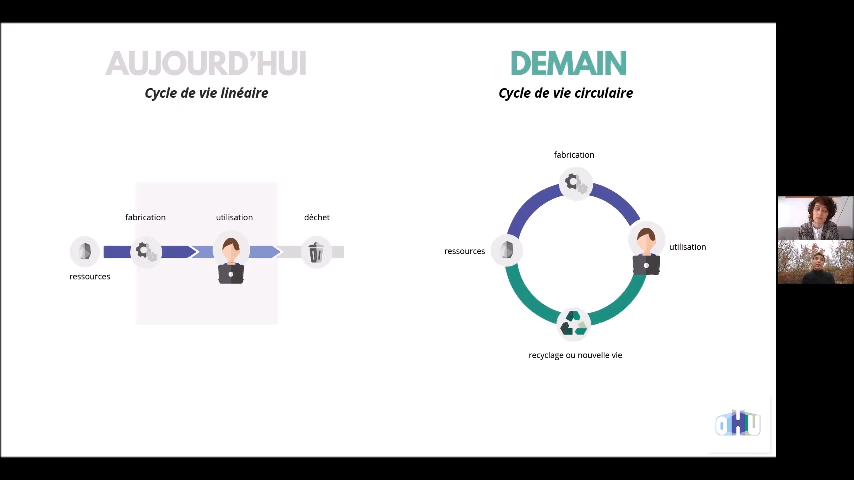 AUJOURD'HUI
Cycle de vie linéaire
fabrication
utilisation
déchet
ressources
DEMAIN
Cycle de vie circulaire
fabrication
ressources
utilisation
recyclage ou nouvelle vie
OHU